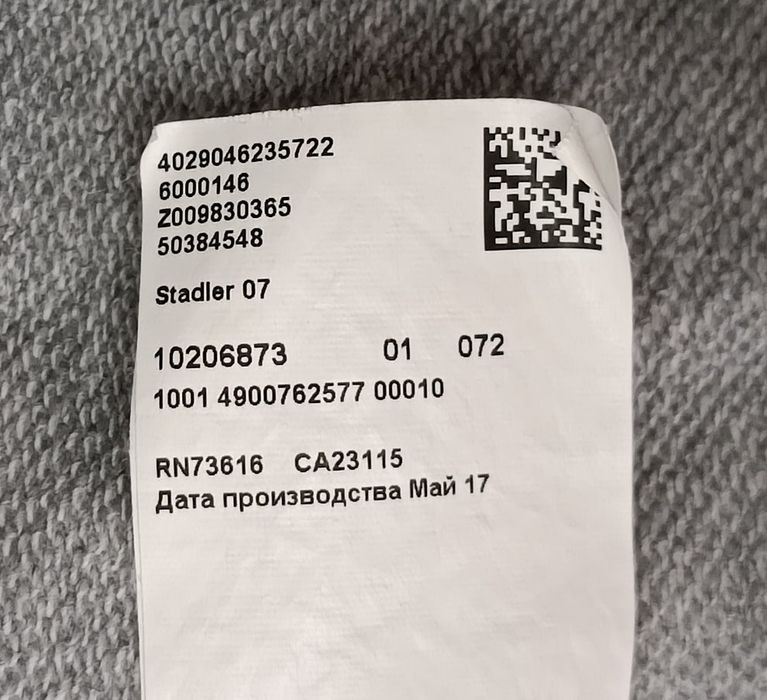 4029046235722
6000146
Z009830365
50384548
Stadler 07
10206873 01 072
1001 4900762577 00010
RN73616 CA23115
Дата производства Май 17